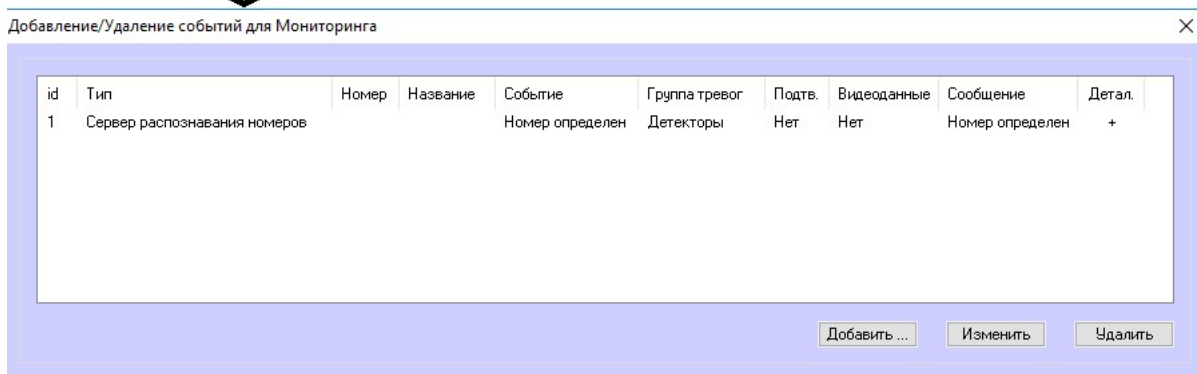 Добавление/Удаление событий для Мониторинга
id Тип Номер Название Событие Группа тревог Подтв. Видеоданные Сообщение Детал.
1 Сервер распознавания номеров Номер определен Детекторы Нет Нет Номер определен +
Добавить ... Изменить Удалить